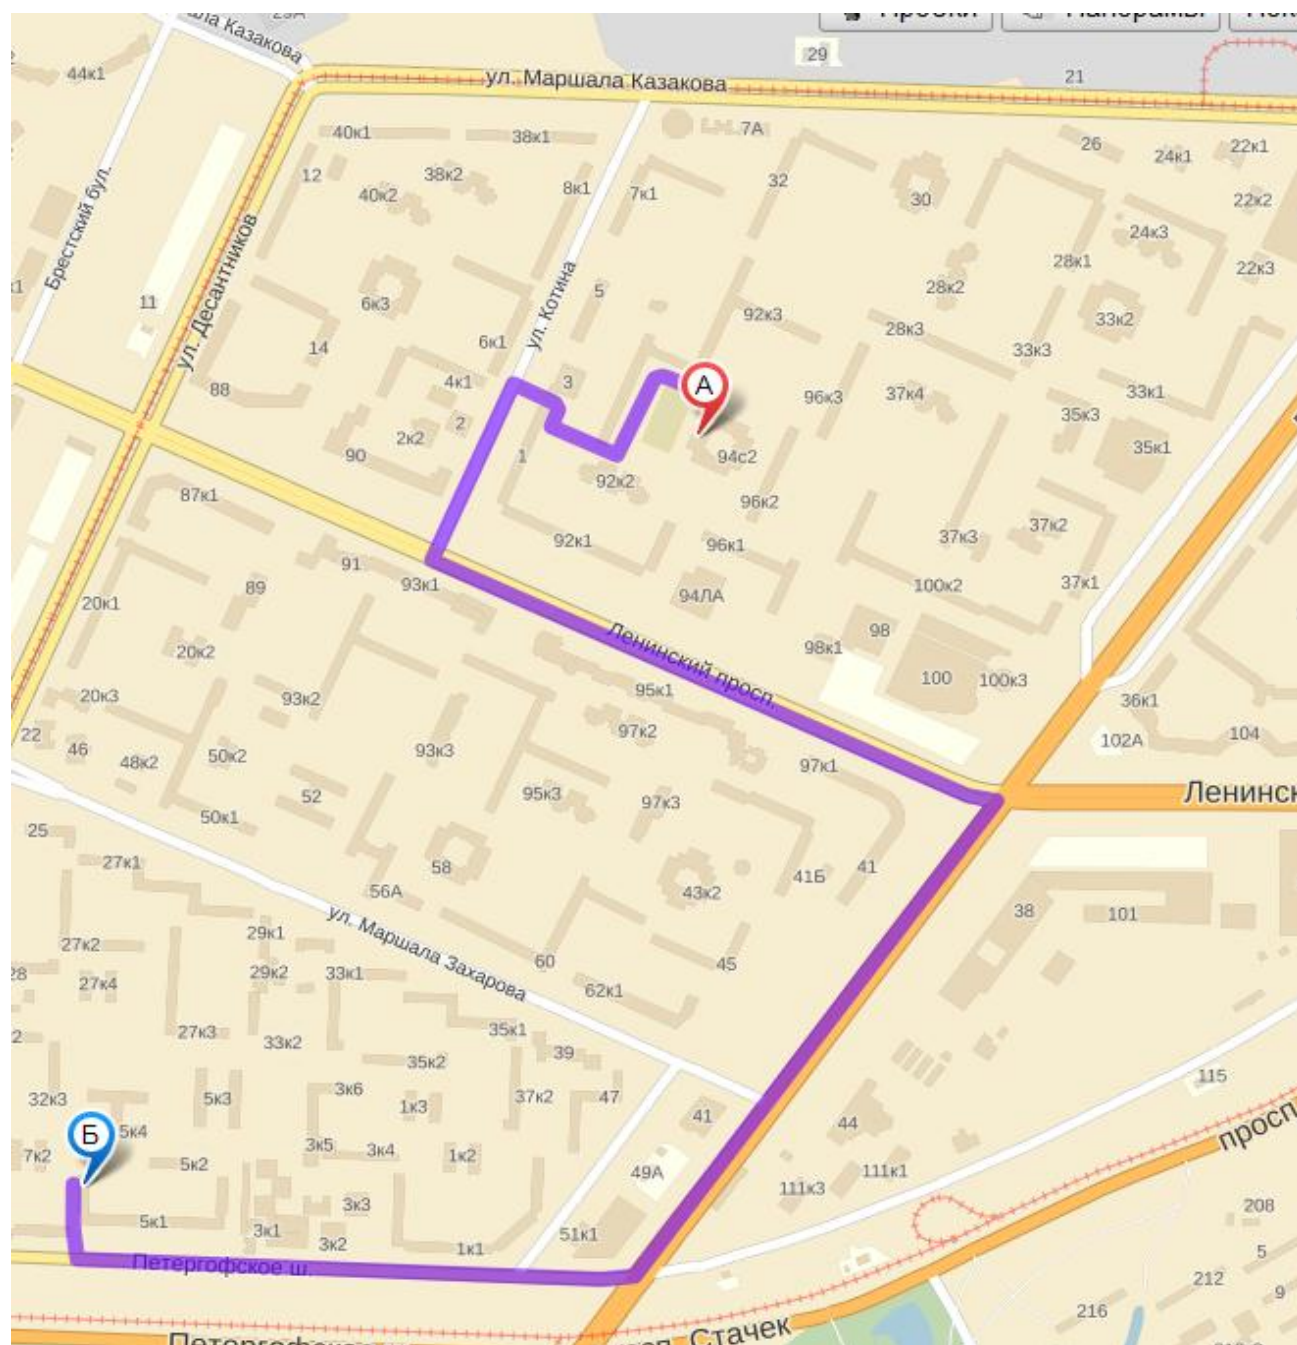 29А
Пробки
Панорамы
ла Казакова
29
44к1
ул. Маршала Казакова
21
40к1
38к1
7А
26
24к1
22к1
12
40к2
38к2
8к1
7к1
32
30
22к2
Брестский бул.
ул. Десантников
24к3
28к1
22к3
11
6к3
5
28к2
92к3
33к2
ул. Котина
14
6к1
28к3
33к3
88
4к1
3
А
96к3
37к4
33к1
35к3
2
2к2
90
1
94с2
35к1
92к2
87к1
96к2
37к2
37к3
92к1
96к1
91
93к1
89
100к2
37к1
94ЛА
20к1
Ленинский просп.
98
98к1
20к2
95к1
100
100к3
20к3
93к2
36к1
22
46
97к2
102А
104
48к2
50к2
93к3
97к1
52
95к3
97к3
Ленинск
50к1
25
27к1
58
41Б
41
56А
43к2
38
101
ул. Маршала Захарова
27к2
29к1
60
45
28
29к2
33к1
27к4
62к1
27к3
33к2
35к1
39
35к2
115
32к3
5к3
3к6
1к3
37к2
47
41
44
просп
Б
5к4
7к2
5к2
3к5
3к4
1к2
49А
111к1
111к3
3к3
208
5к1
3к1
3к2
1к1
51к1
5
Петергофское ш.
212
9
216
Стачек